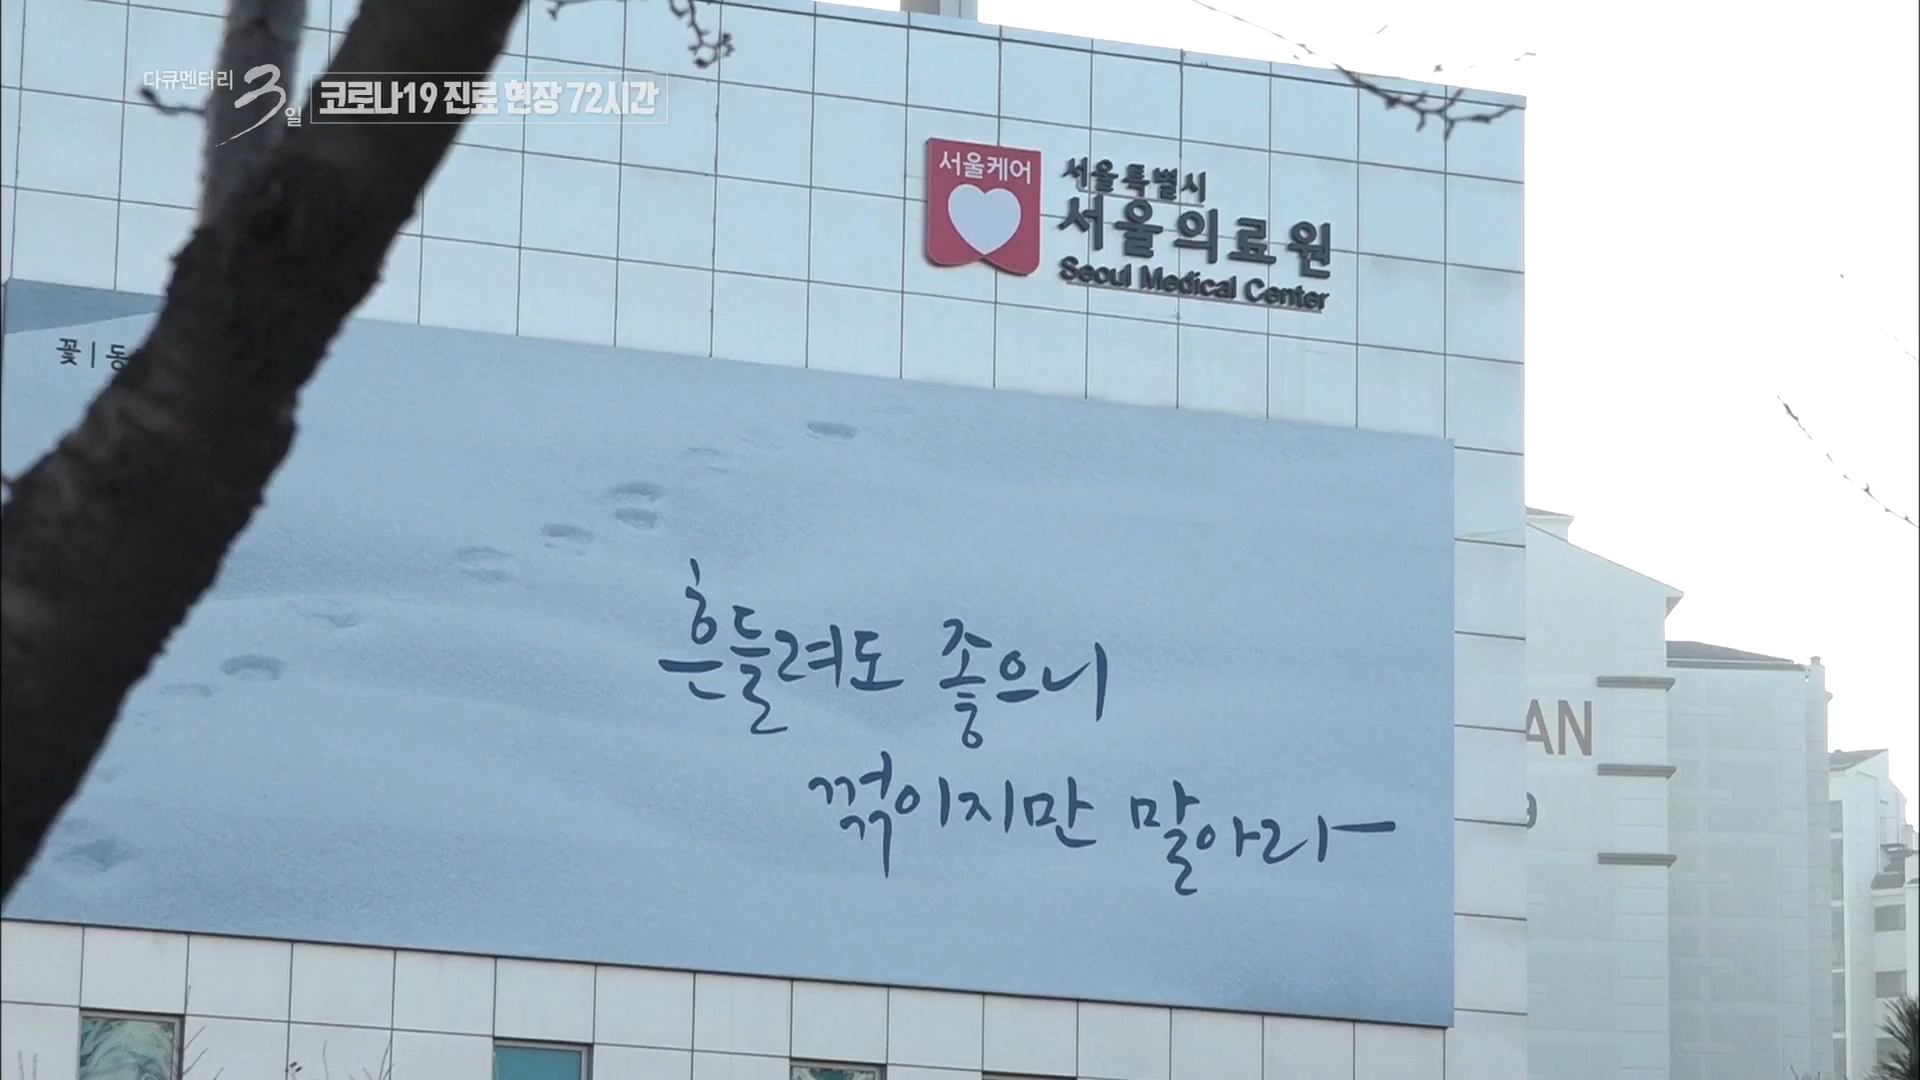 다큐멘터리 3일
코로나19 진료 현장 72시간
서울케어
서울특별시
서울의료원
Seoul Medical Center
꽃 | 동
흔들려도 좋으니
꺾이지만 말아라
AN
9